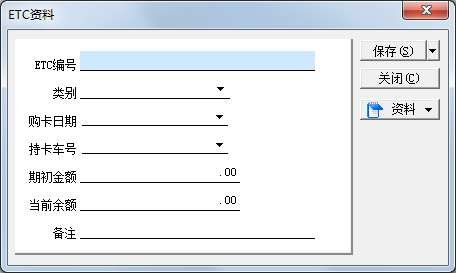 ETC资料
ETC编号
类别
购卡日期
持卡车号
期初金额 .00
当前余额 .00
备注
保存(S)
关闭(C)
资料